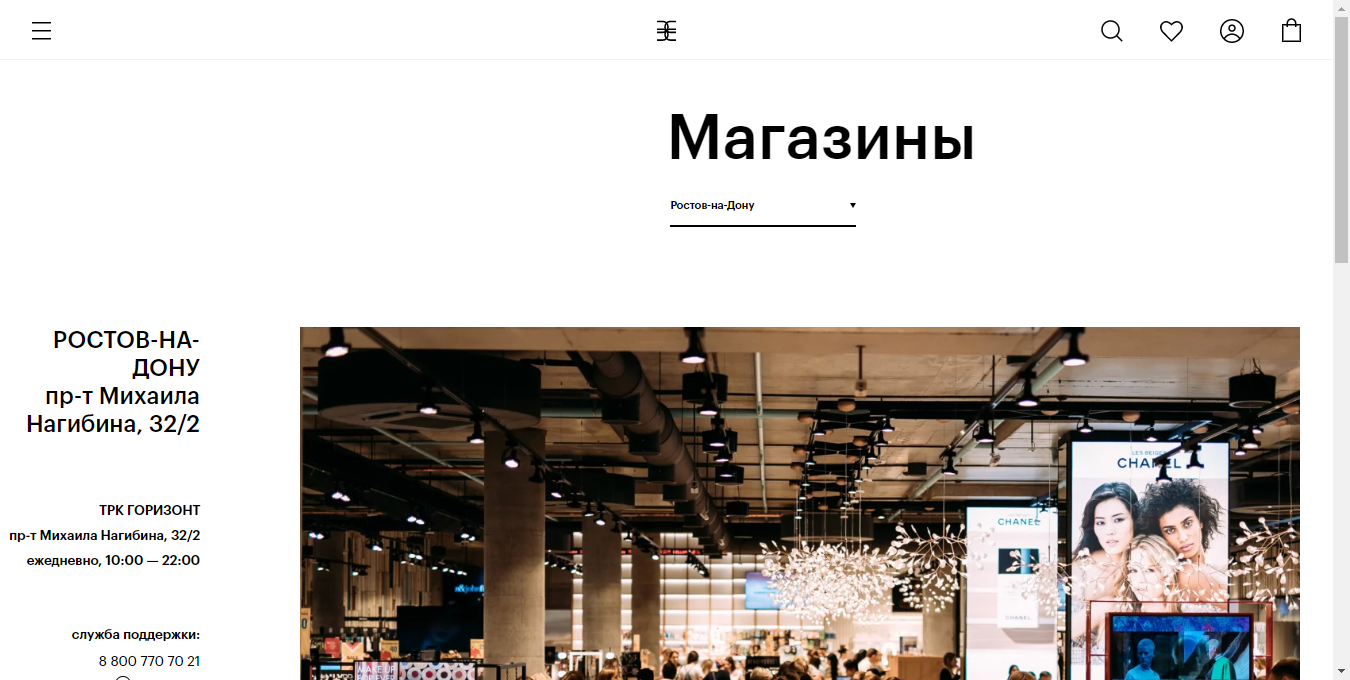 Магазины
Ростов-на-Дону
РОСТОВ-НА-
ДОНУ
пр-т Михаила
Нагибина, 32/2
ТРК ГОРИЗОНТ
пр-т Михаила Нагибина, 32/2
ежедневно, 10:00 — 22:00
служба поддержки:
8 800 770 70 21
LES BEIGES
CHANEL
CHANEL
CHANEL
MAKE UP
FOR EVER